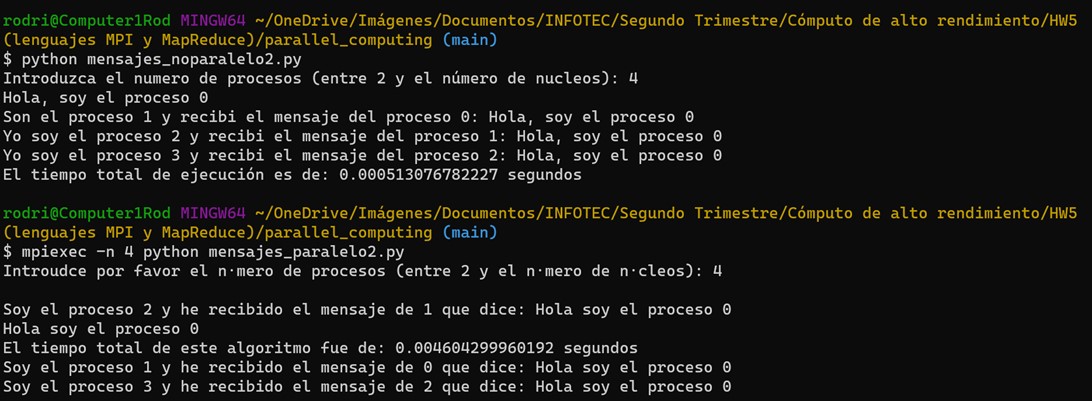 rodri@Computer1Rod MINGW64 ~/OneDrive/Imágenes/Documentos/INFOTEC/Segundo Trimestre/Cómputo de alto rendimiento/HW5
(lenguajes MPI y MapReduce)/parallel_computing (main)
$ python mensajes_noparalelo2.py
Introduzca el numero de procesos (entre 2 y el número de nucleos): 4
Hola, soy el proceso 0
Son el proceso 1 y recibi el mensaje del proceso 0: Hola, soy el proceso 0
Yo soy el proceso 2 y recibi el mensaje del proceso 1: Hola, soy el proceso 0
Yo soy el proceso 3 y recibi el mensaje del proceso 2: Hola, soy el proceso 0
El tiempo total de ejecución es de: 0.000513076782227 segundos
rodri@Computer1Rod MINGW64 ~/OneDrive/Imágenes/Documentos/INFOTEC/Segundo Trimestre/Cómputo de alto rendimiento/HW5
(lenguajes MPI y MapReduce)/parallel_computing (main)
$ mpiexec -n 4 python mensajes_paralelo2.py
Introudce por favor el n·mero de procesos (entre 2 y el n·mero de n·cleos): 4
Soy el proceso 2 y he recibido el mensaje de 1 que dice: Hola soy el proceso 0
Hola soy el proceso 0
El tiempo total de este algoritmo fue de: 0.004604299960192 segundos
Soy el proceso 1 y he recibido el mensaje de 0 que dice: Hola soy el proceso 0
Soy el proceso 3 y he recibido el mensaje de 2 que dice: Hola soy el proceso 0